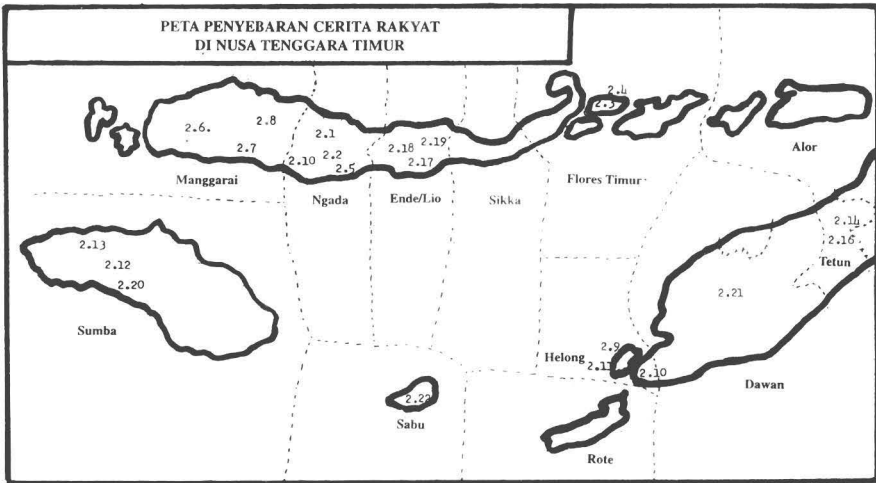 PETA PENYEBARAN CERITA RAKYAT
DI NUSA TENGGARA TIMUR
2.4
2.3
2.8
2.6.
2.1
2.19
2.7
2.18
2.10
2.2
2.17
2.5
Alor
Manggarai
Ngada
Ende/Lio
Sikka
Flores Timur
2.14
2.13
2.16
2.12
Tetun
2.20
2.21
Sumba
2.9
Helong
2.11
2.10
Dawan
2.22
Sabu
Rote